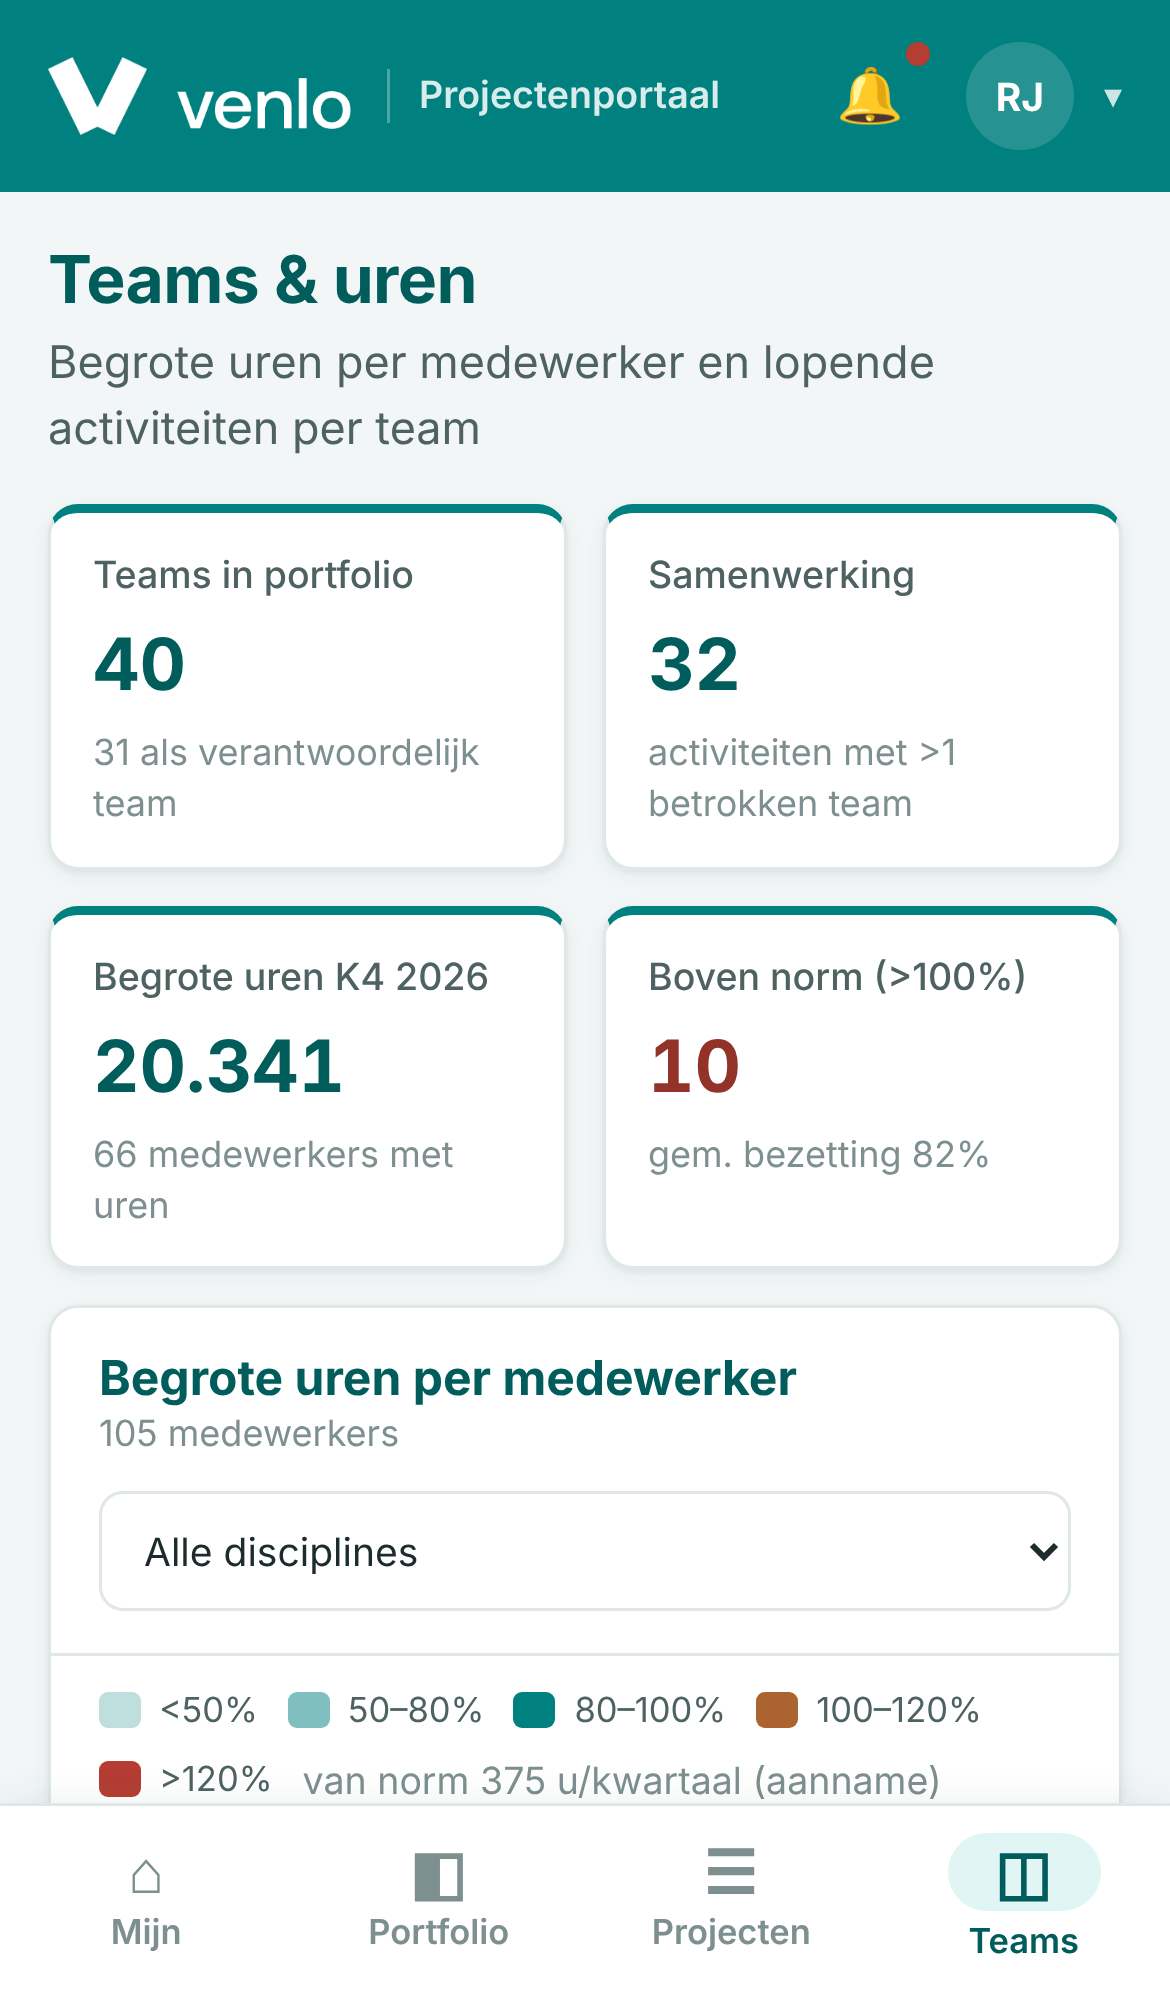 venlo
Projectenportaal
RJ
Teams & uren
Begrote uren per medewerker en lopende
activiteiten per team
Teams in portfolio
40
31 als verantwoordelijk
team
Samenwerking
32
activiteiten met >1
betrokken team
Begrote uren K4 2026
20.341
66 medewerkers met
uren
Boven norm (>100%)
10
gem. bezetting 82%
Begrote uren per medewerker
105 medewerkers
Alle disciplines
<50% 50–80% 80–100% 100–120%
>120% van norm 375 u/kwartaal (aanname)
Mijn
Portfolio
Projecten
Teams